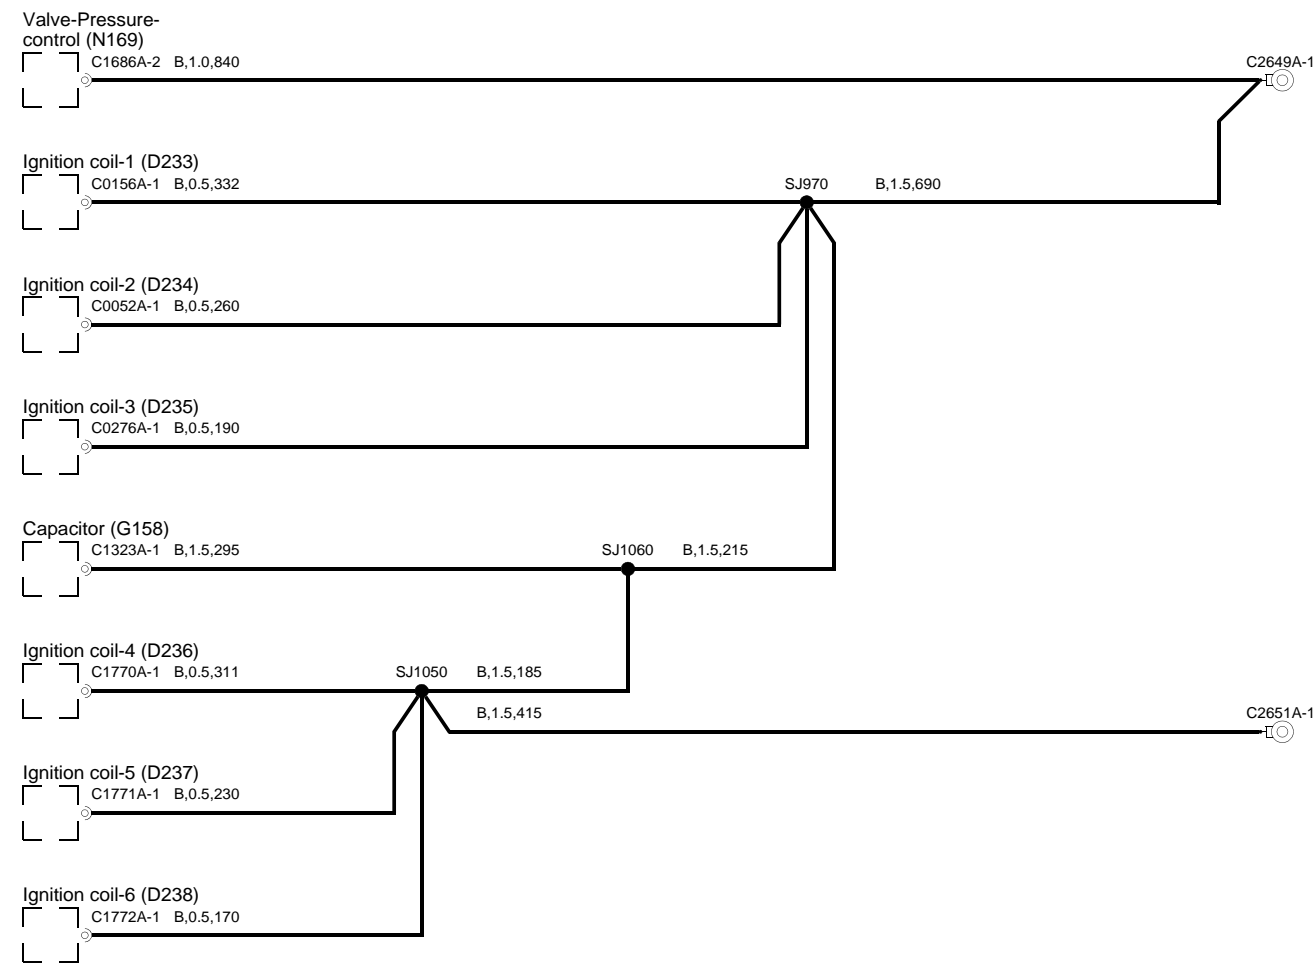 Valve-Pressure-
control (N169)
C1686A-2 B,1.0,840
C2649A-1
Ignition coil-1 (D233)
C0156A-1 B,0.5,332
SJ970
B,1.5,690
Ignition coil-2 (D234)
C0052A-1 B,0.5,260
Ignition coil-3 (D235)
C0276A-1 B,0.5,190
Capacitor (G158)
C1323A-1 B,1.5,295
SJ1060
B,1.5,215
Ignition coil-4 (D236)
C1770A-1 B,0.5,311
SJ1050
B,1.5,185
B,1.5,415
C2651A-1
Ignition coil-5 (D237)
C1771A-1 B,0.5,230
Ignition coil-6 (D238)
C1772A-1 B,0.5,170